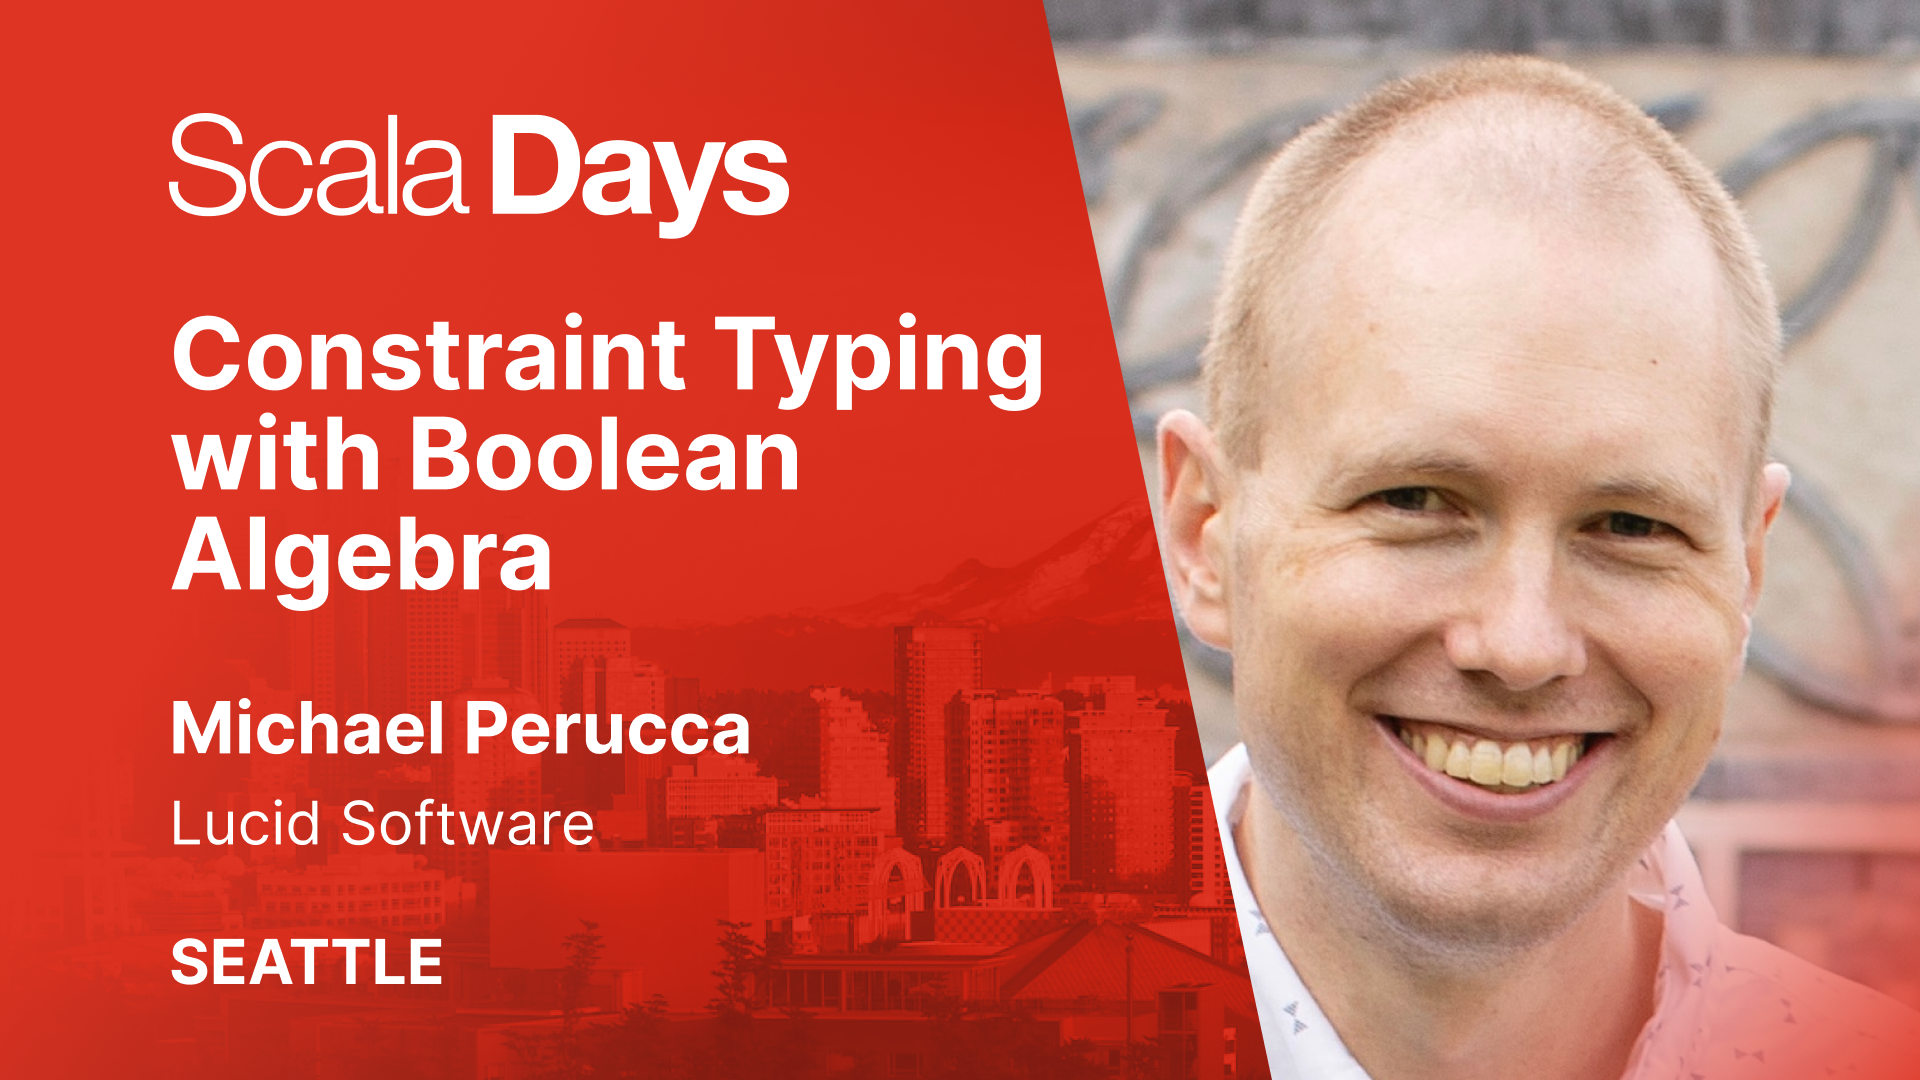 Scala Days
Constraint Typing
with Boolean
Algebra
Michael Perucca
Lucid Software
SEATTLE